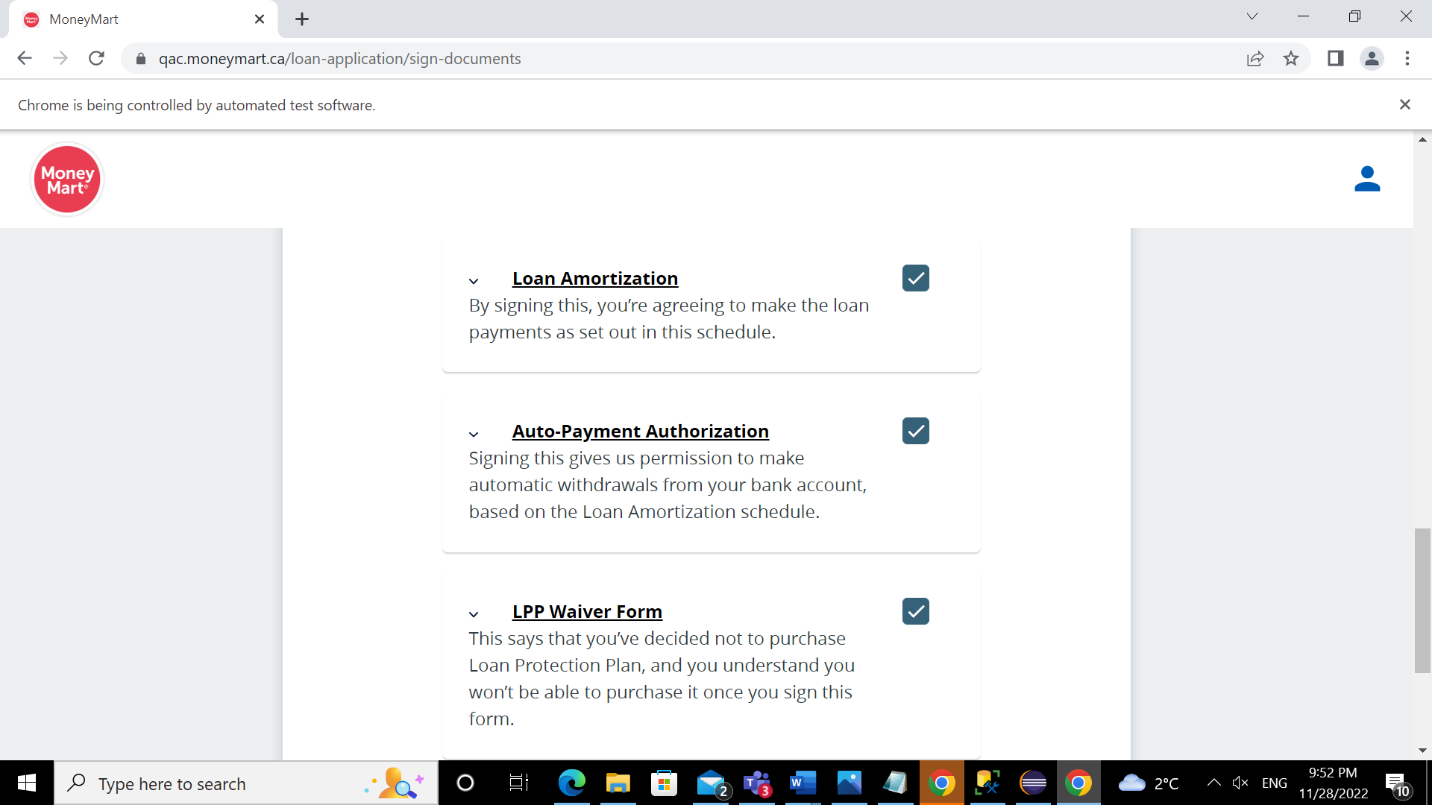 MoneyMart
qac.moneymart.ca/loan-application/sign-documents
Chrome is being controlled by automated test software.
Money
Mart
Loan Amortization
By signing this, you’re agreeing to make the loan
payments as set out in this schedule.
Auto-Payment Authorization
Signing this gives us permission to make
automatic withdrawals from your bank account,
based on the Loan Amortization schedule.
LPP Waiver Form
This says that you’ve decided not to purchase
Loan Protection Plan, and you understand you
won’t be able to purchase it once you sign this
form.
Type here to search
2
3
2°C
ENG
9:52 PM
11/28/2022
10